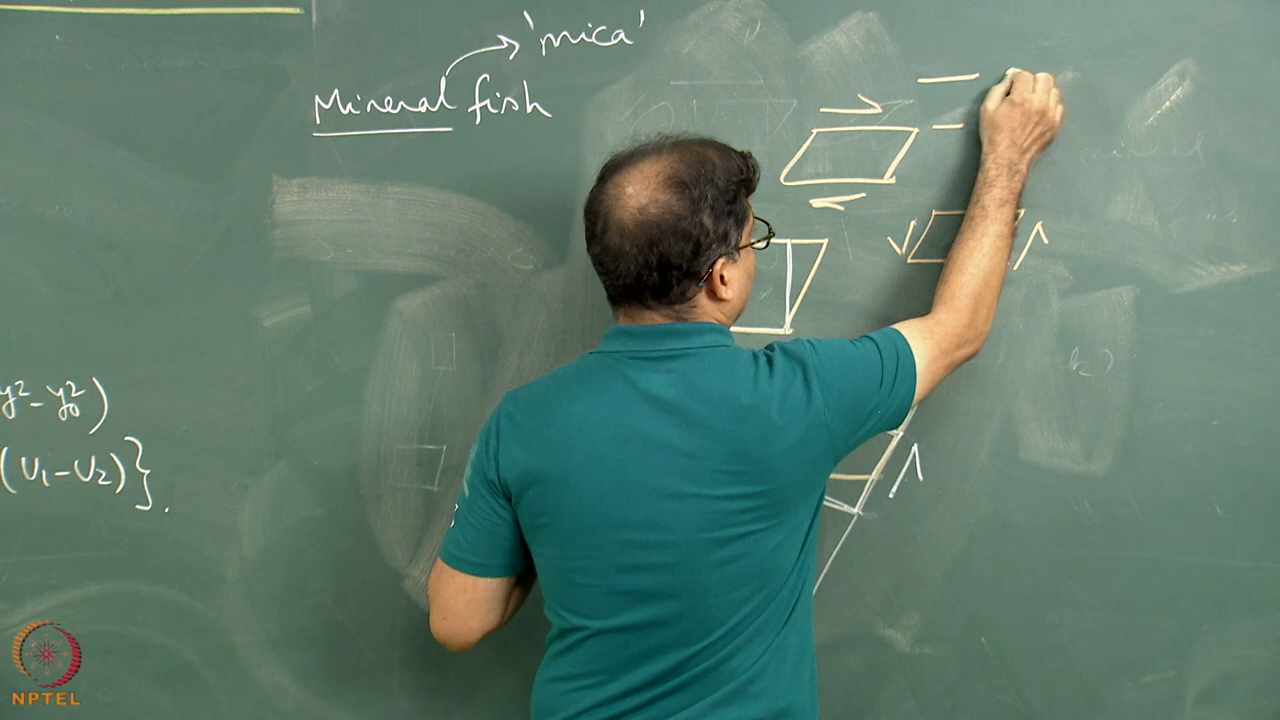 'mica'
Mineral fish
y² - y₀²)
(U₁-U₂)}.
k)
NPTEL